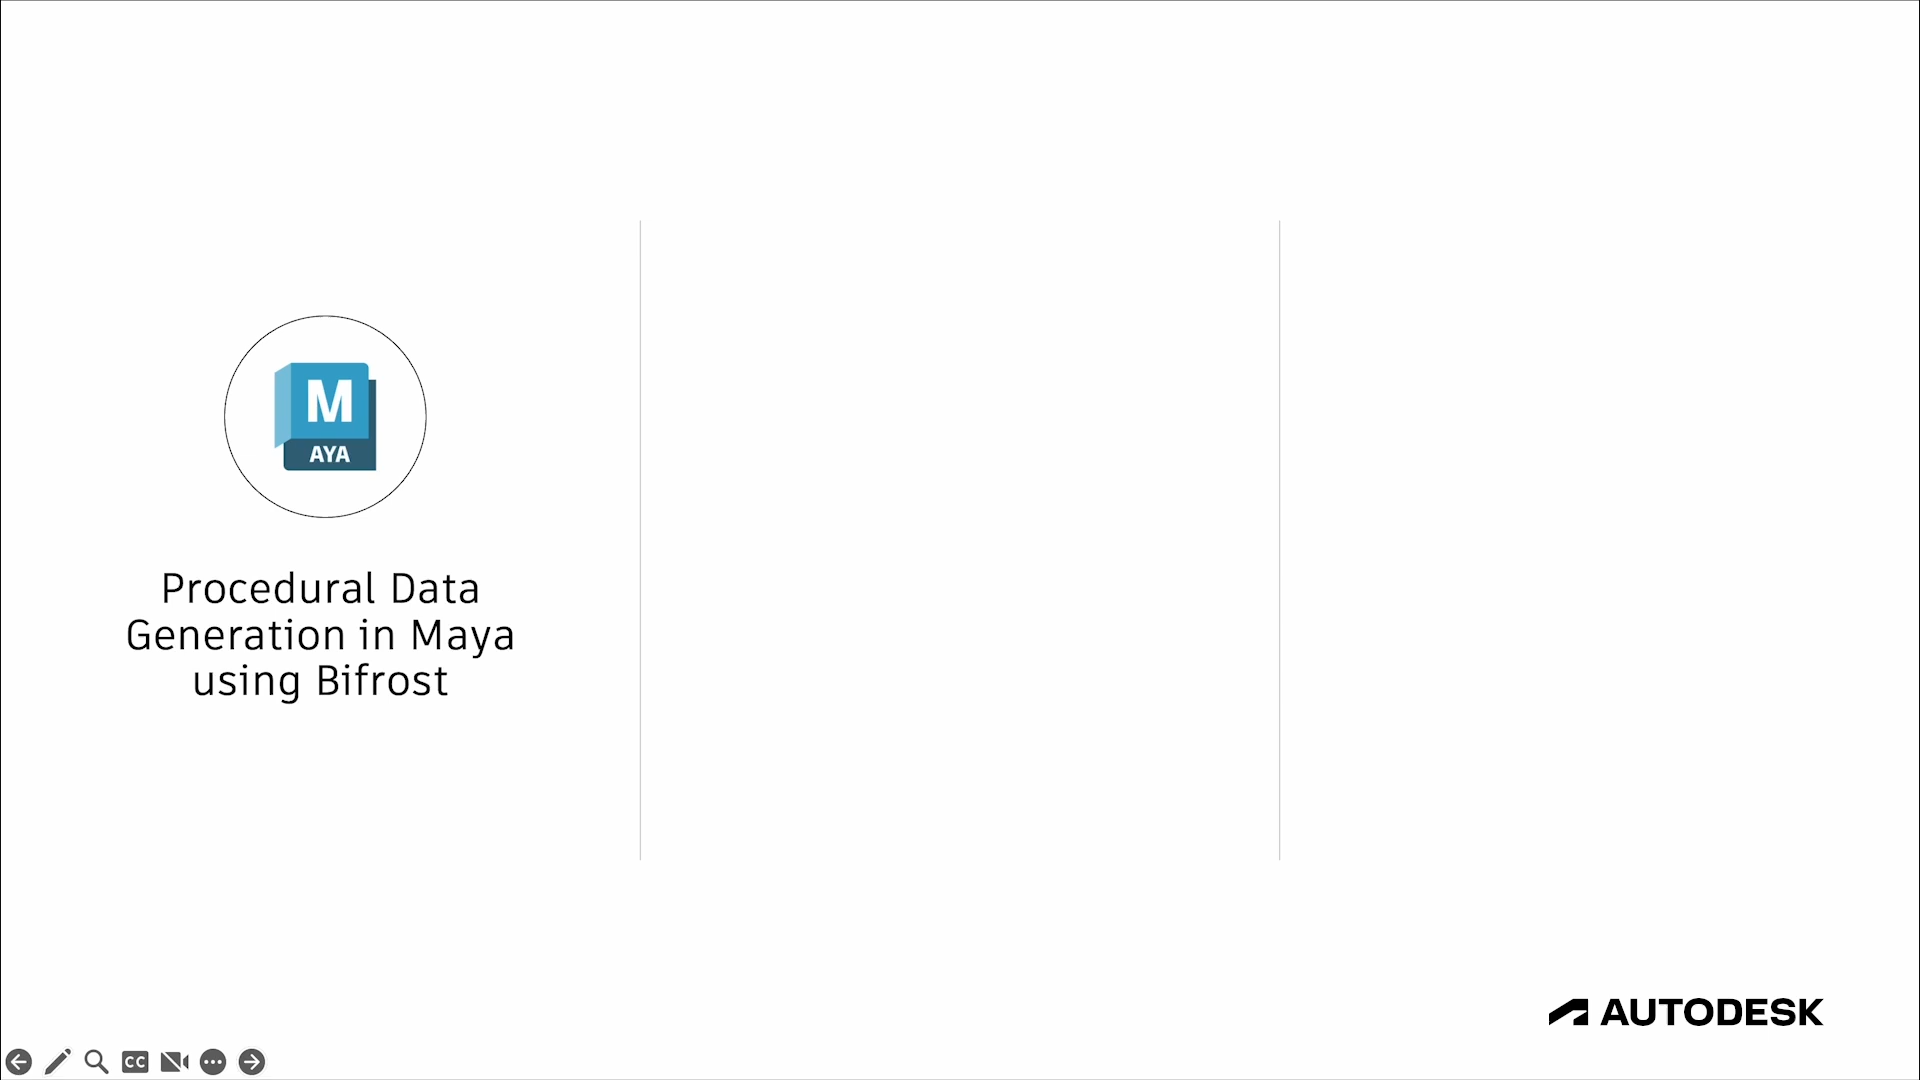 M
AYA
Procedural Data
Generation in Maya
using Bifrost
AUTODESK
CC